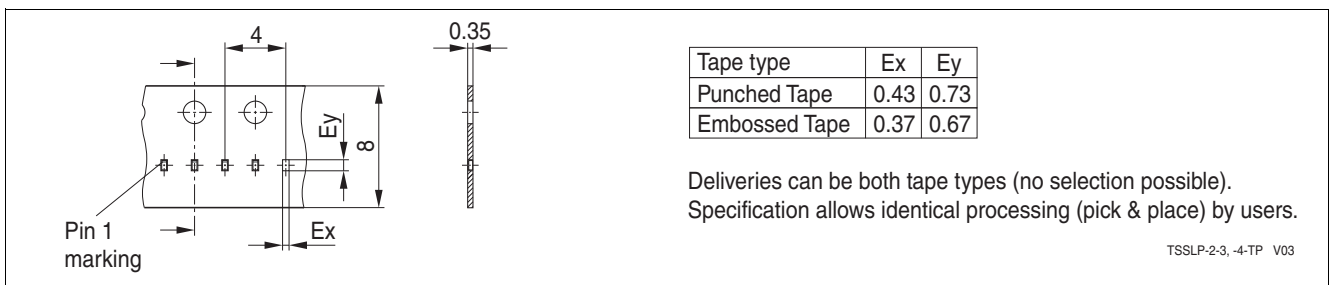 4
0.35
Ey
8
Pin 1
marking
Ex
Tape type Ex Ey
Punched Tape 0.43 0.73
Embossed Tape 0.37 0.67
Deliveries can be both tape types (no selection possible).
Specification allows identical processing (pick & place) by users.
TSSLP-2-3, -4-TP V03